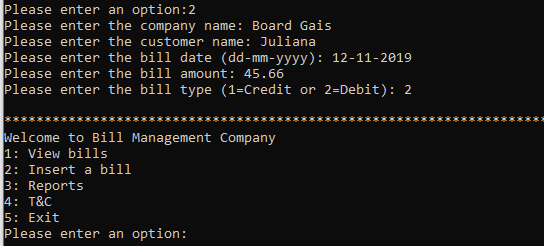 Please enter an option:2
Please enter the company name: Board Gais
Please enter the customer name: Juliana
Please enter the bill date (dd-mm-yyyy): 12-11-2019
Please enter the bill amount: 45.66
Please enter the bill type (1=Credit or 2=Debit): 2
*******************************************************************
Welcome to Bill Management Company
1: View bills
2: Insert a bill
3: Reports
4: T&C
5: Exit
Please enter an option: